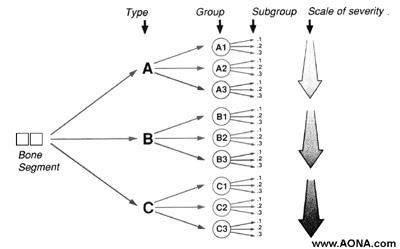 Type Group Subgroup Scale of severity .
A
A1 .1
.2
.3
A2 .1
.2
.3
A3 .1
.2
.3
Bone
Segment
B
B1 .1
.2
.3
B2 .1
.2
.3
B3 .1
.2
.3
C
C1 .1
.2
.3
C2 .1
.2
.3
C3 .1
.2
.3
www.AONA.com